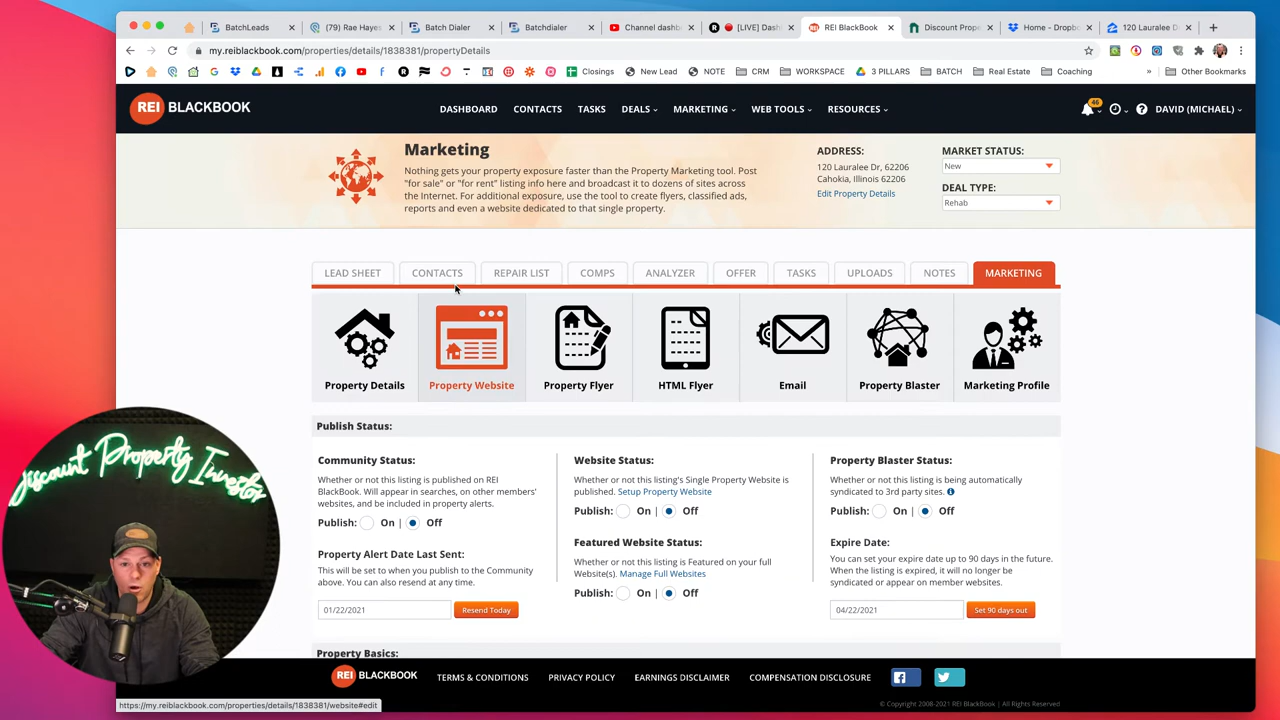 BatchLeads
(79) Rae Hayes
Batch Dialer
Batchdialer
Channel dashb
[LIVE] Dash
REI BlackBook
Discount Prope
Home - Dropbo
120 Lauralee D
my.reiblackbook.com/properties/details/1838381/propertyDetails
Closings
New Lead
NOTE
CRM
WORKSPACE
3 PILLARS
BATCH
Real Estate
Coaching
Other Bookmarks
REI BLACKBOOK
DASHBOARD
CONTACTS
TASKS
DEALS
MARKETING
WEB TOOLS
RESOURCES
46
DAVID (MICHAEL)
Marketing
Nothing gets your property exposure faster than the Property Marketing tool. Post
"for sale" or "for rent" listing info here and broadcast it to dozens of sites across
the Internet. For additional exposure, use the tool to create flyers, classified ads,
reports and even a website dedicated to that single property.
ADDRESS:
120 Lauralee Dr, 62206
Cahokia, Illinois 62206
Edit Property Details
MARKET STATUS:
New
DEAL TYPE:
Rehab
LEAD SHEET
CONTACTS
REPAIR LIST
COMPS
ANALYZER
OFFER
TASKS
UPLOADS
NOTES
MARKETING
Property Details
Property Website
Property Flyer
HTML Flyer
Email
Property Blaster
Marketing Profile
Publish Status:
Community Status:
Whether or not this listing is published on REI
BlackBook. Will appear in searches, on other members'
websites, and be included in property alerts.
Publish: On | Off
Property Alert Date Last Sent:
This will be set to when you publish to the Community
above. You can also resend at any time.
01/22/2021
Resend Today
Website Status:
Whether or not this listing's Single Property Website is
published. Setup Property Website
Publish: On | Off
Featured Website Status:
Whether or not this listing is Featured on your full
Website(s). Manage Full Websites
Publish: On | Off
Property Blaster Status:
Whether or not this listing is being automatically
syndicated to 3rd party sites.
Publish: On | Off
Expire Date:
You can set your expire date up to 90 days in the future.
When the listing is expired, it will no longer be
syndicated or appear on member websites.
04/22/2021
Set 90 days out
Property Basics:
REI BLACKBOOK
TERMS & CONDITIONS
PRIVACY POLICY
EARNINGS DISCLAIMER
COMPENSATION DISCLOSURE
© Copyright 2008-2021 REI BlackBook | All Rights Reserved
https://my.reiblackbook.com/properties/details/1838381/website#edit
Discount Property Investor